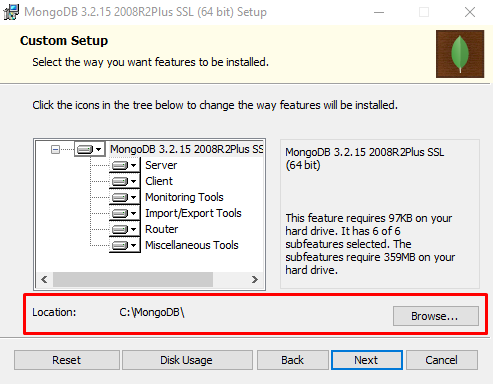 MongoDB 3.2.15 2008R2Plus SSL (64 bit) Setup
Custom Setup
Select the way you want features to be installed.
Click the icons in the tree below to change the way features will be installed.
MongoDB 3.2.15 2008R2Plus SS
Server
Client
Monitoring Tools
Import/Export Tools
Router
Miscellaneous Tools
MongoDB 3.2.15 2008R2Plus SSL
(64 bit)
This feature requires 97KB on your
hard drive. It has 6 of 6
subfeatures selected. The
subfeatures require 359MB on your
hard drive.
Location: C:\MongoDB\
Browse...
Reset Disk Usage Back Next Cancel